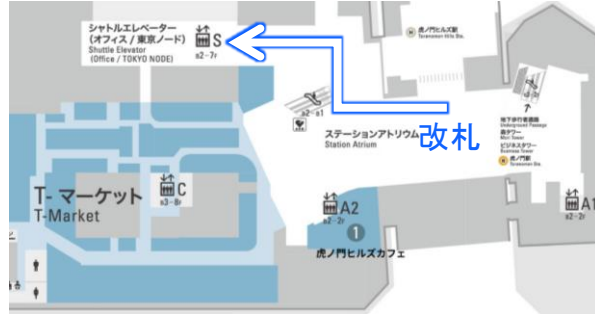 シャトルエレベーター
(オフィス / 東京ノード)
Shuttle Elevator
(Office / TOKYO NODE)
S
B2-7F
虎ノ門ヒルズ駅
Toranomon Hills Sta.
B2-B1
ステーションアトリウム
Station Atrium
改札
地下歩行者通路
Underground Passage
森タワー
Mori Tower
ビジネスタワー
Business Tower
虎ノ門駅
Toranomon Sta.
T- マーケット
T-Market
C
B3-8F
A2
B2-2F
1
虎ノ門ヒルズカフェ
A1
B2-2F